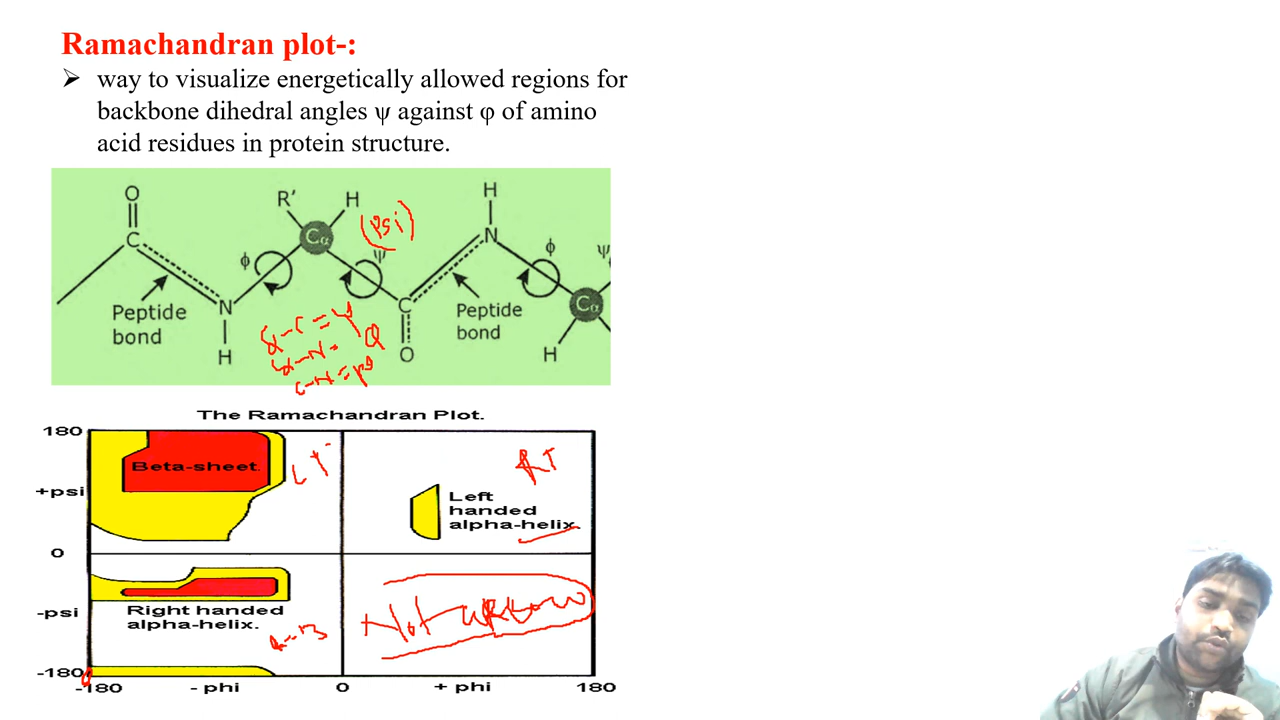 Ramachandran plot-:
➤ way to visualize energetically allowed regions for
backbone dihedral angles ψ against φ of amino
acid residues in protein structure.
O
R' H
H
C
Cα
(Psi)
N
ϕ
ψ
ϕ
ψ
Peptide
bond
N
C
Peptide
bond
Cα
H
O
H
The Ramachandran Plot.
180
Beta-sheet.
LT
RT
+psi
Left
handed
alpha-helix.
0
-psi
Right handed
alpha-helix.
Not
-180
-180
- phi
0
+ phi
180